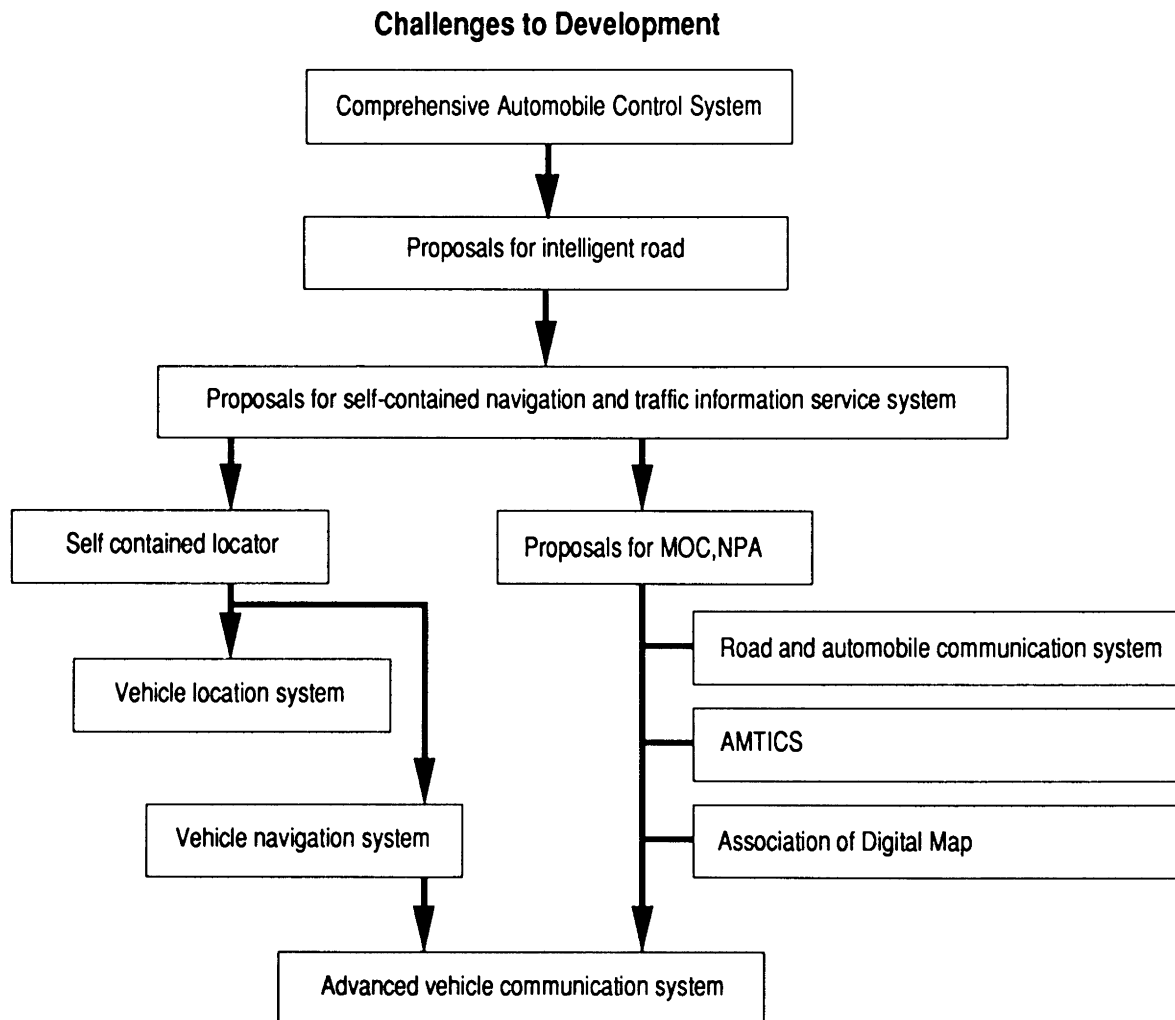 Challenges to Development
Comprehensive Automobile Control System
Proposals for intelligent road
Proposals for self-contained navigation and traffic information service system
Self contained locator
Proposals for MOC,NPA
Road and automobile communication system
Vehicle location system
AMTICS
Vehicle navigation system
Association of Digital Map
Advanced vehicle communication system